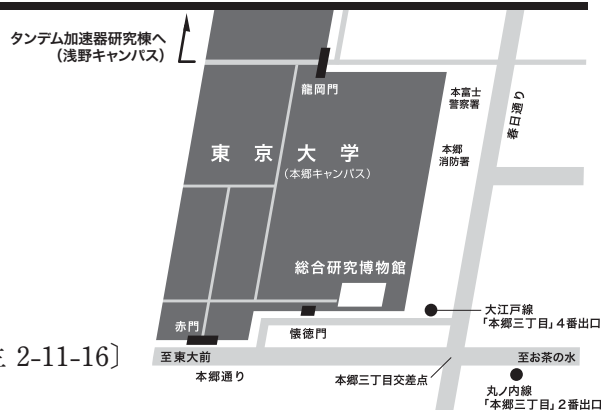 タンデム加速器研究棟へ
(浅野キャンパス)
龍岡門
本富士
警察署
春日通り
東京大学
(本郷キャンパス)
本郷
消防署
総合研究博物館
大江戸線
「本郷三丁目」4番出口
赤門
懐徳門
2-11-16〕
至東大前
至お茶の水
本郷通り
本郷三丁目交差点
丸ノ内線
「本郷三丁目」2番出口